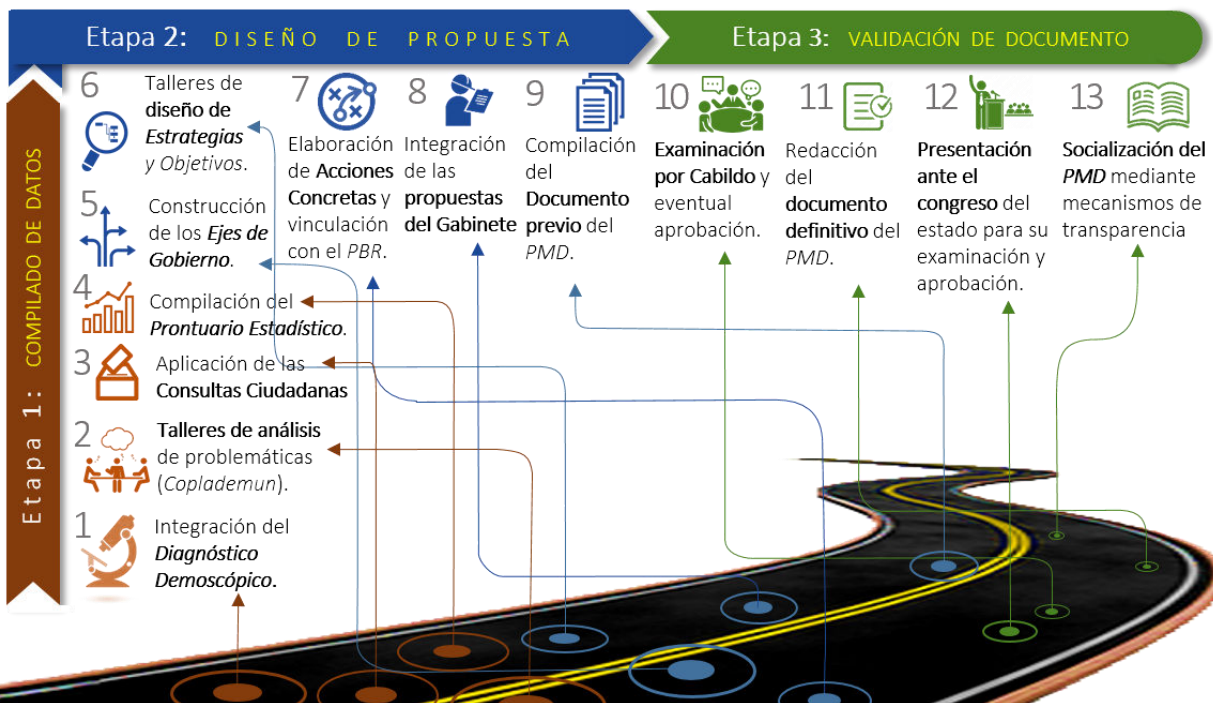 Etapa 2: DISEÑO DE PROPUESTA
Etapa 3: VALIDACIÓN DE DOCUMENTO
Etapa 1: COMPILADO DE DATOS
6
Talleres de
diseño de
Estrategias
y Objetivos.
5
Construcción
de los Ejes de
Gobierno.
4
Compilación del
Prontuario Estadístico.
3
Aplicación de las
Consultas Ciudadanas
2
Talleres de análisis
de problemáticas
(Coplademun).
1
Integración del
Diagnóstico
Demoscópico.
7
Elaboración
de Acciones
Concretas y
vinculación
con el PBR.
8
Integración
de las
propuestas
del Gabinete
9
Compilación
del
Documento
previo del
PMD.
10
Examinación
por Cabildo y
eventual
aprobación.
11
Redacción
del
documento
definitivo del
PMD.
12
Presentación
ante el
congreso del
estado para su
examinación y
aprobación.
13
Socialización del
PMD mediante
mecanismos de
transparencia